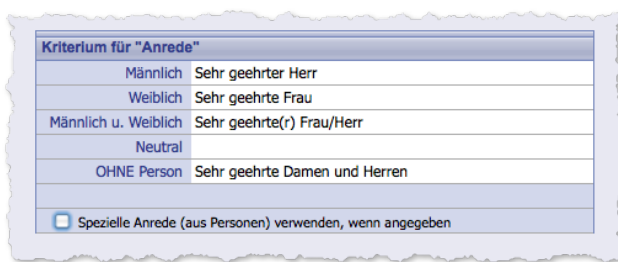 Kriterium für "Anrede"
Männlich Sehr geehrter Herr
Weiblich Sehr geehrte Frau
Männlich u. Weiblich Sehr geehrte(r) Frau/Herr
Neutral
OHNE Person Sehr geehrte Damen und Herren
Spezielle Anrede (aus Personen) verwenden, wenn angegeben